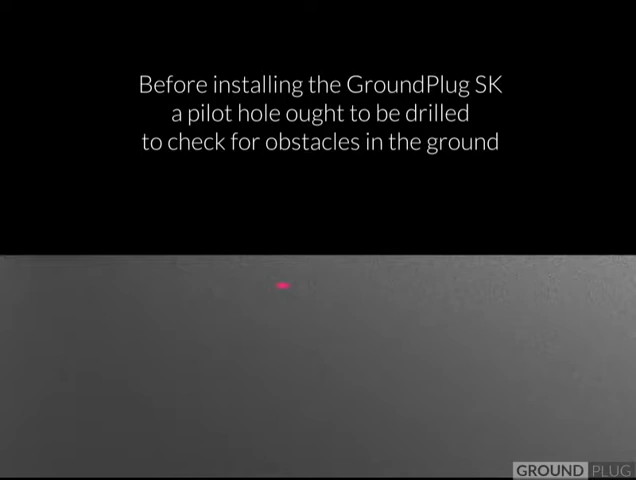 Before installing the GroundPlug SK
a pilot hole ought to be drilled
to check for obstacles in the ground
GROUND PLUG